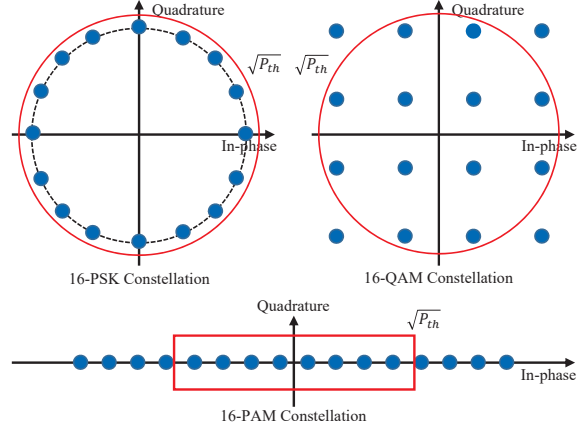 Quadrature
Quadrature
√P_th
√P_th
In-phase
In-phase
16-PSK Constellation
16-QAM Constellation
Quadrature
√P_th
In-phase
16-PAM Constellation